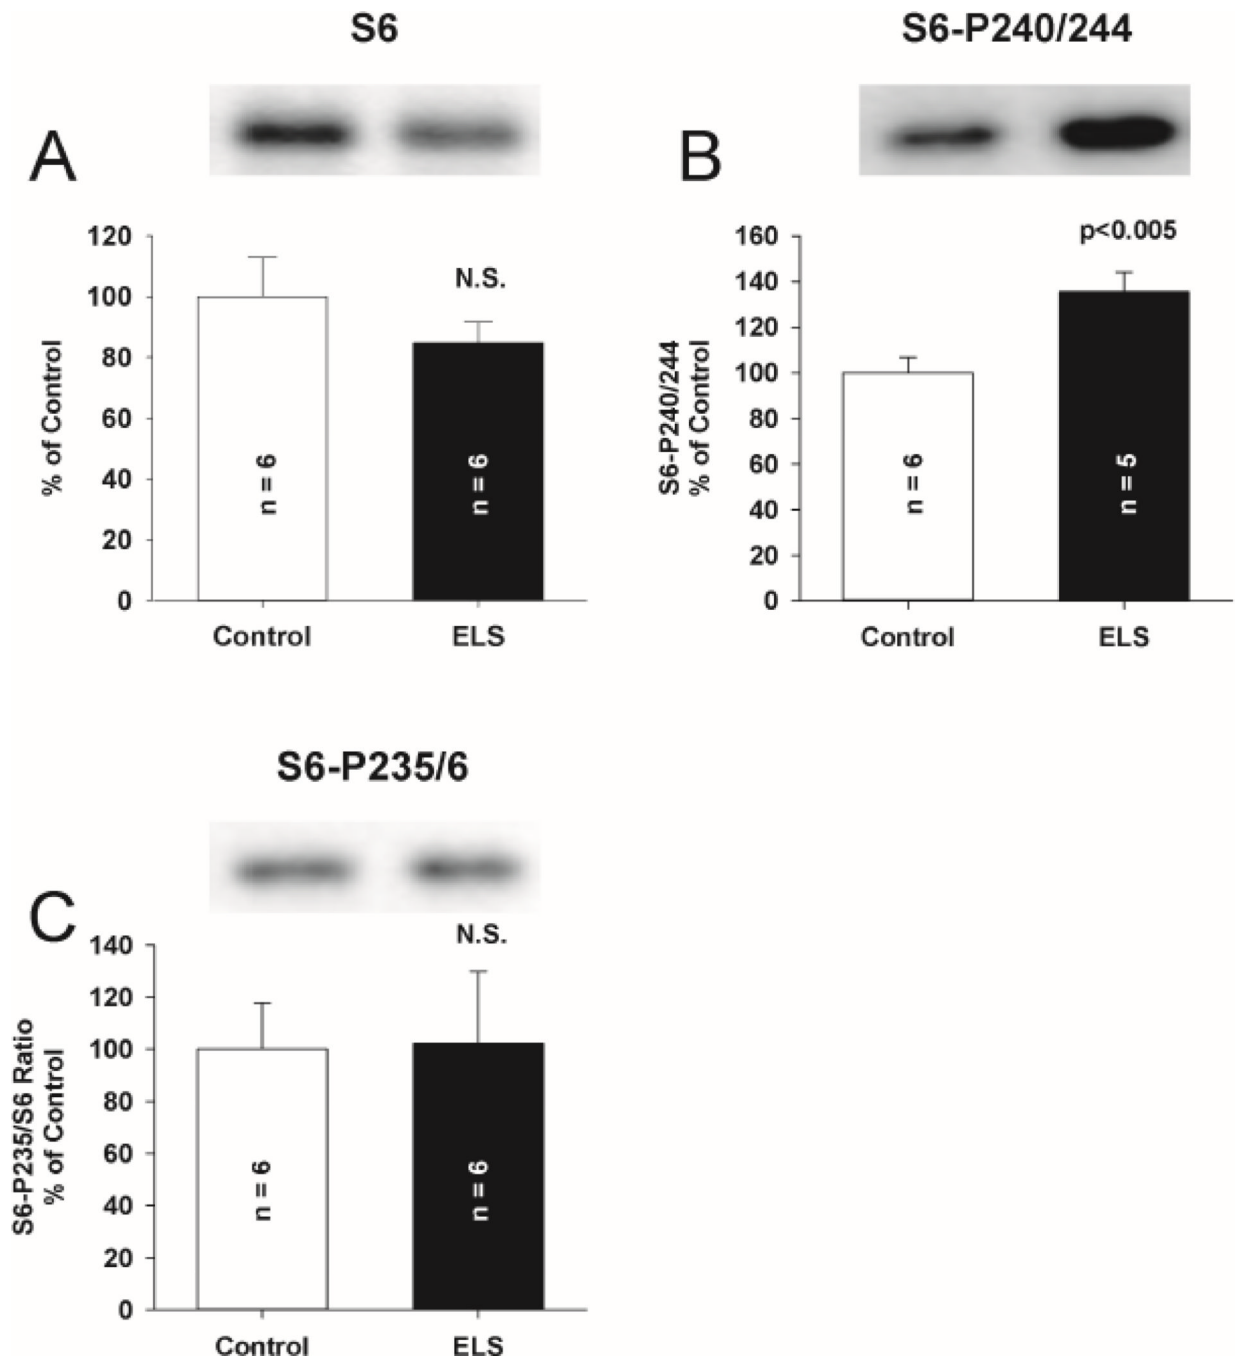 S6
A
120
100
80
60
40
20
0
% of Control
N.S.
n = 6
n = 6
Control
ELS
S6-P240/244
B
160
140
120
100
80
60
40
20
0
S6-P240/244
% of Control
p<0.005
n = 6
n = 5
Control
ELS
S6-P235/6
C
140
120
100
80
60
40
20
0
S6-P235/S6 Ratio
% of Control
N.S.
n = 6
n = 6
Control
ELS